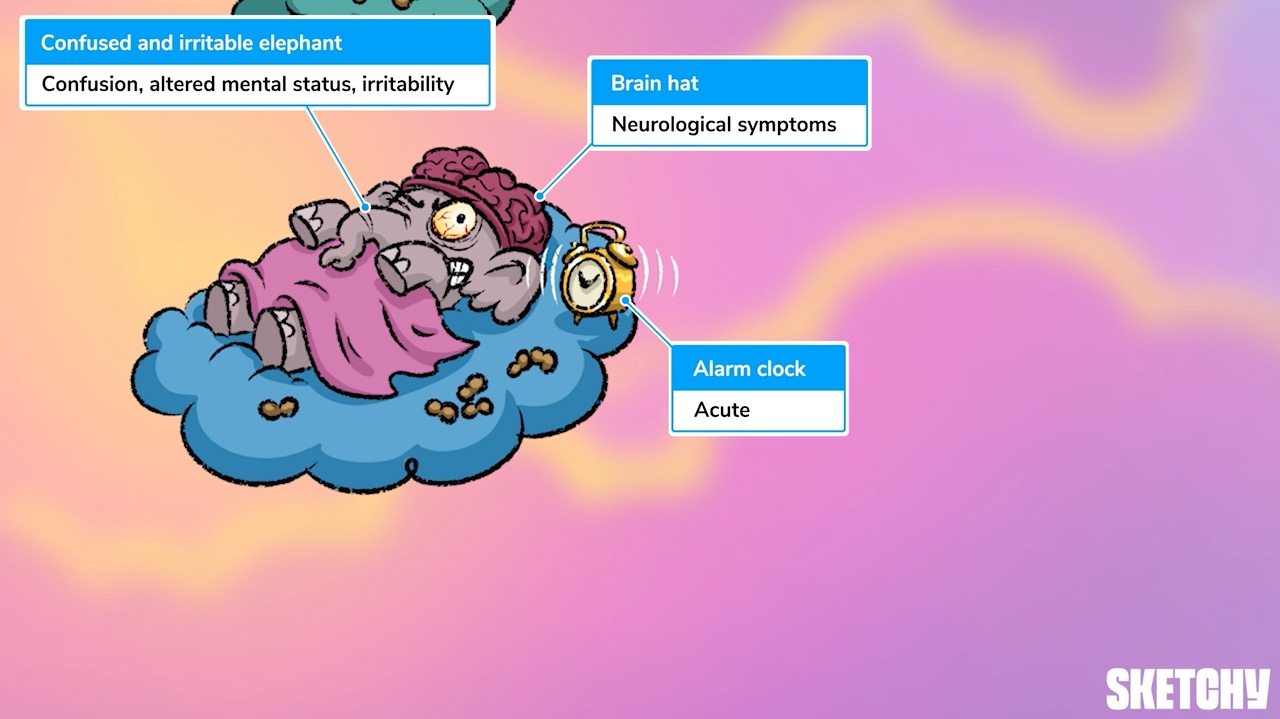 Confused and irritable elephant
Confusion, altered mental status, irritability
Brain hat
Neurological symptoms
Alarm clock
Acute
SKETCHY